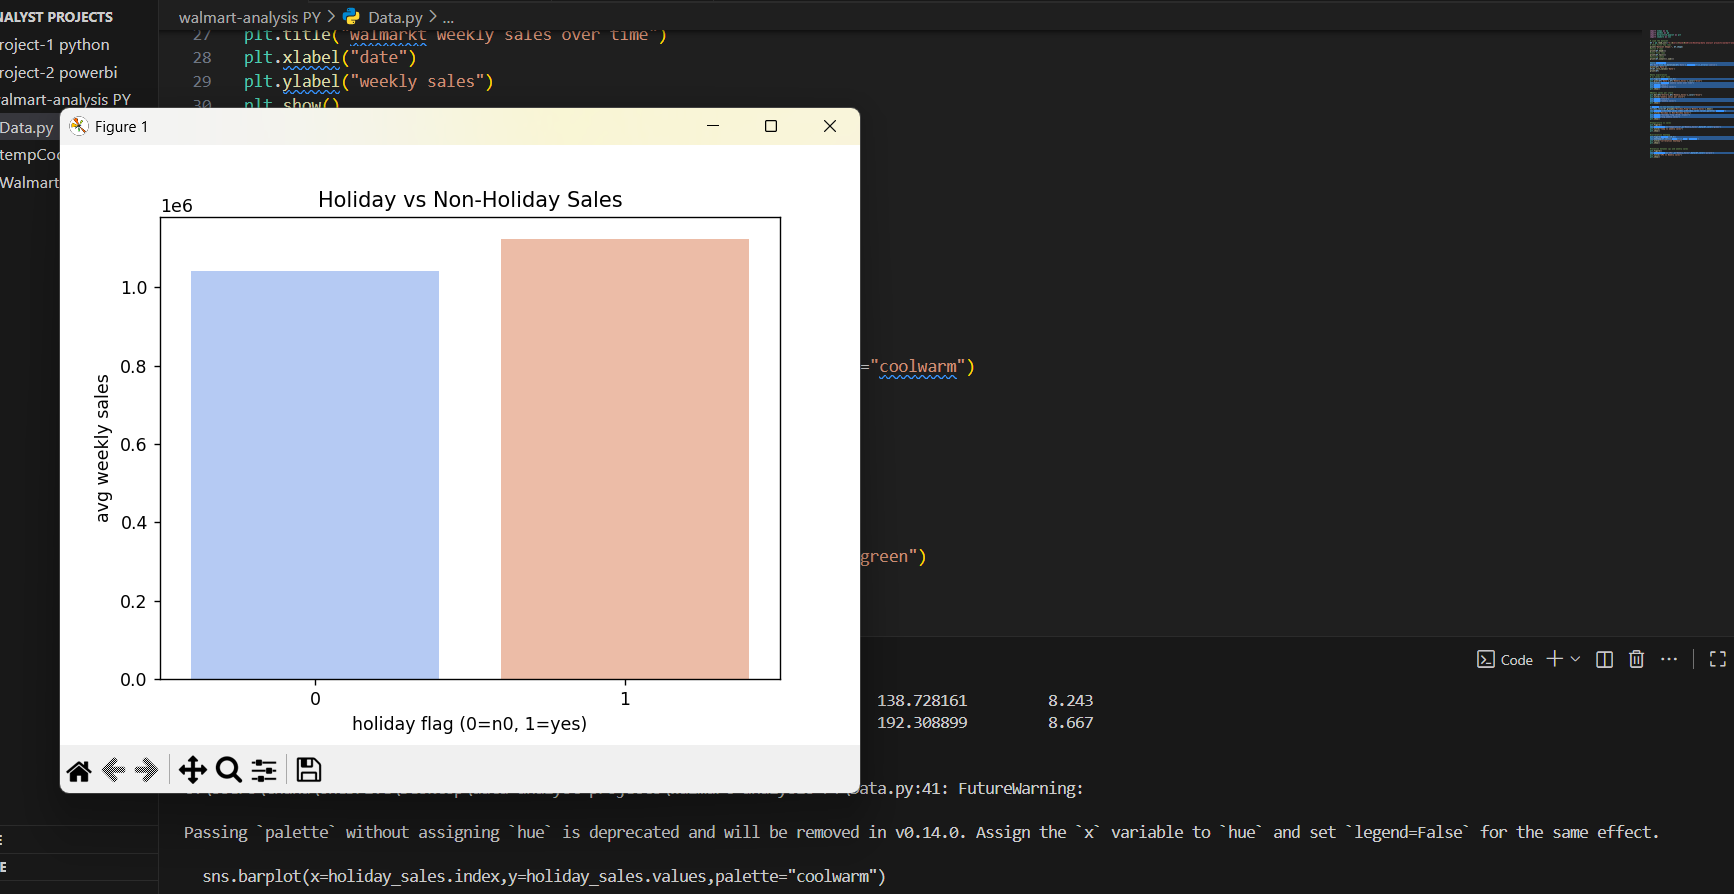 NALYST PROJECTS
roject-1 python
roject-2 powerbi
almart-analysis PY
Data.py
tempCo
Walmart
walmart-analysis PY > Data.py > ...
27 plt.title("walmarkt weekly sales over time")
28 plt.xlabel("date")
29 plt.ylabel("weekly sales")
30 plt.show()
="coolwarm")
green")
Figure 1
Holiday vs Non-Holiday Sales
1e6
1.0
0.8
0.6
0.4
0.2
0.0
avg weekly sales
0 1
holiday flag (0=n0, 1=yes)
Code
138.728161 8.243
192.308899 8.667
ata.py:41: FutureWarning:
Passing `palette` without assigning `hue` is deprecated and will be removed in v0.14.0. Assign the `x` variable to `hue` and set `legend=False` for the same effect.
sns.barplot(x=holiday_sales.index,y=holiday_sales.values,palette="coolwarm")
E
E